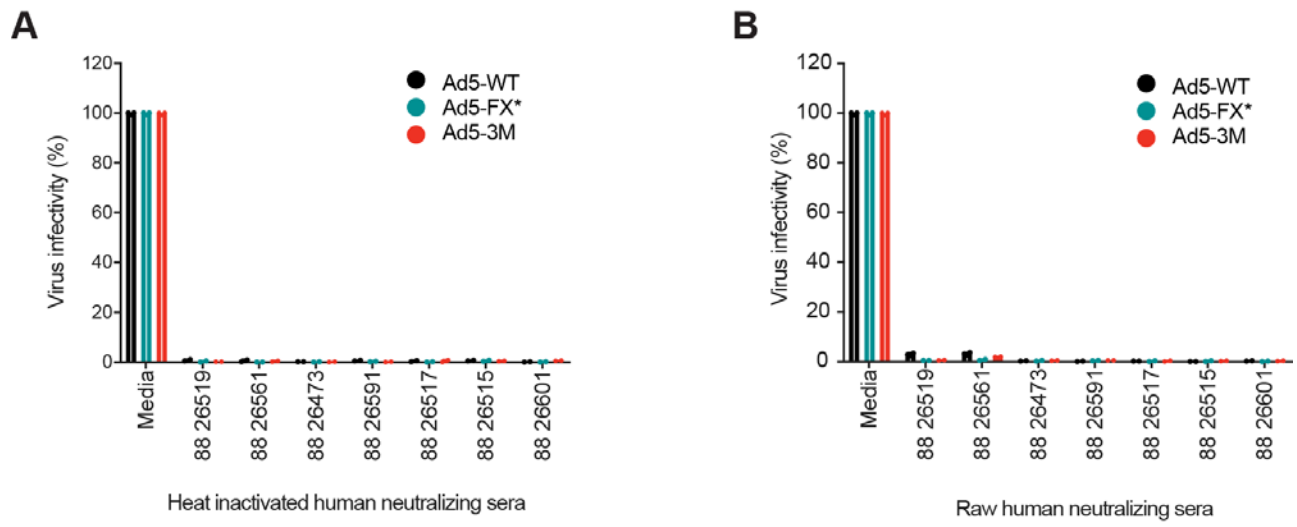 A
Virus infectivity (%)
120
100
80
60
40
20
0
Ad5-WT
Ad5-FX*
Ad5-3M
Media
88 26519
88 26561
88 26473
88 26591
88 26517
88 26515
88 26601
Heat inactivated human neutralizing sera
B
Virus infectivity (%)
120
100
80
60
40
20
0
Ad5-WT
Ad5-FX*
Ad5-3M
Media
88 26519
88 26561
88 26473
88 26591
88 26517
88 26515
88 26601
Raw human neutralizing sera